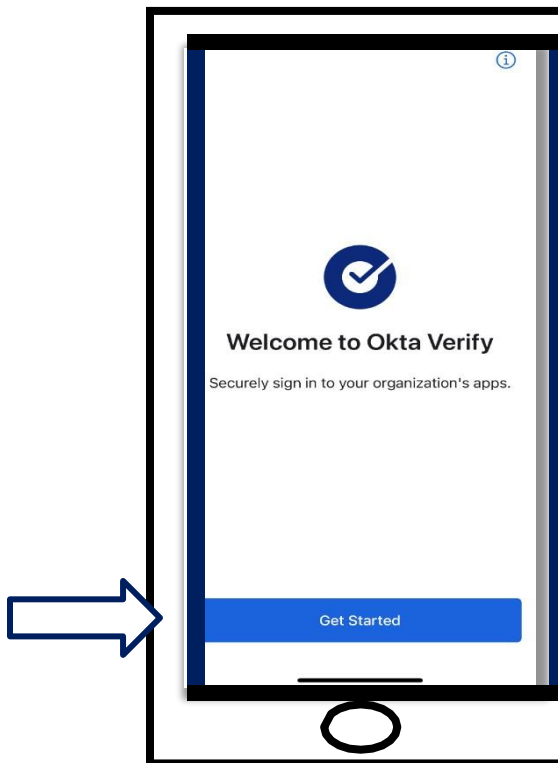 Welcome to Okta Verify
Securely sign in to your organization's apps.
Get Started